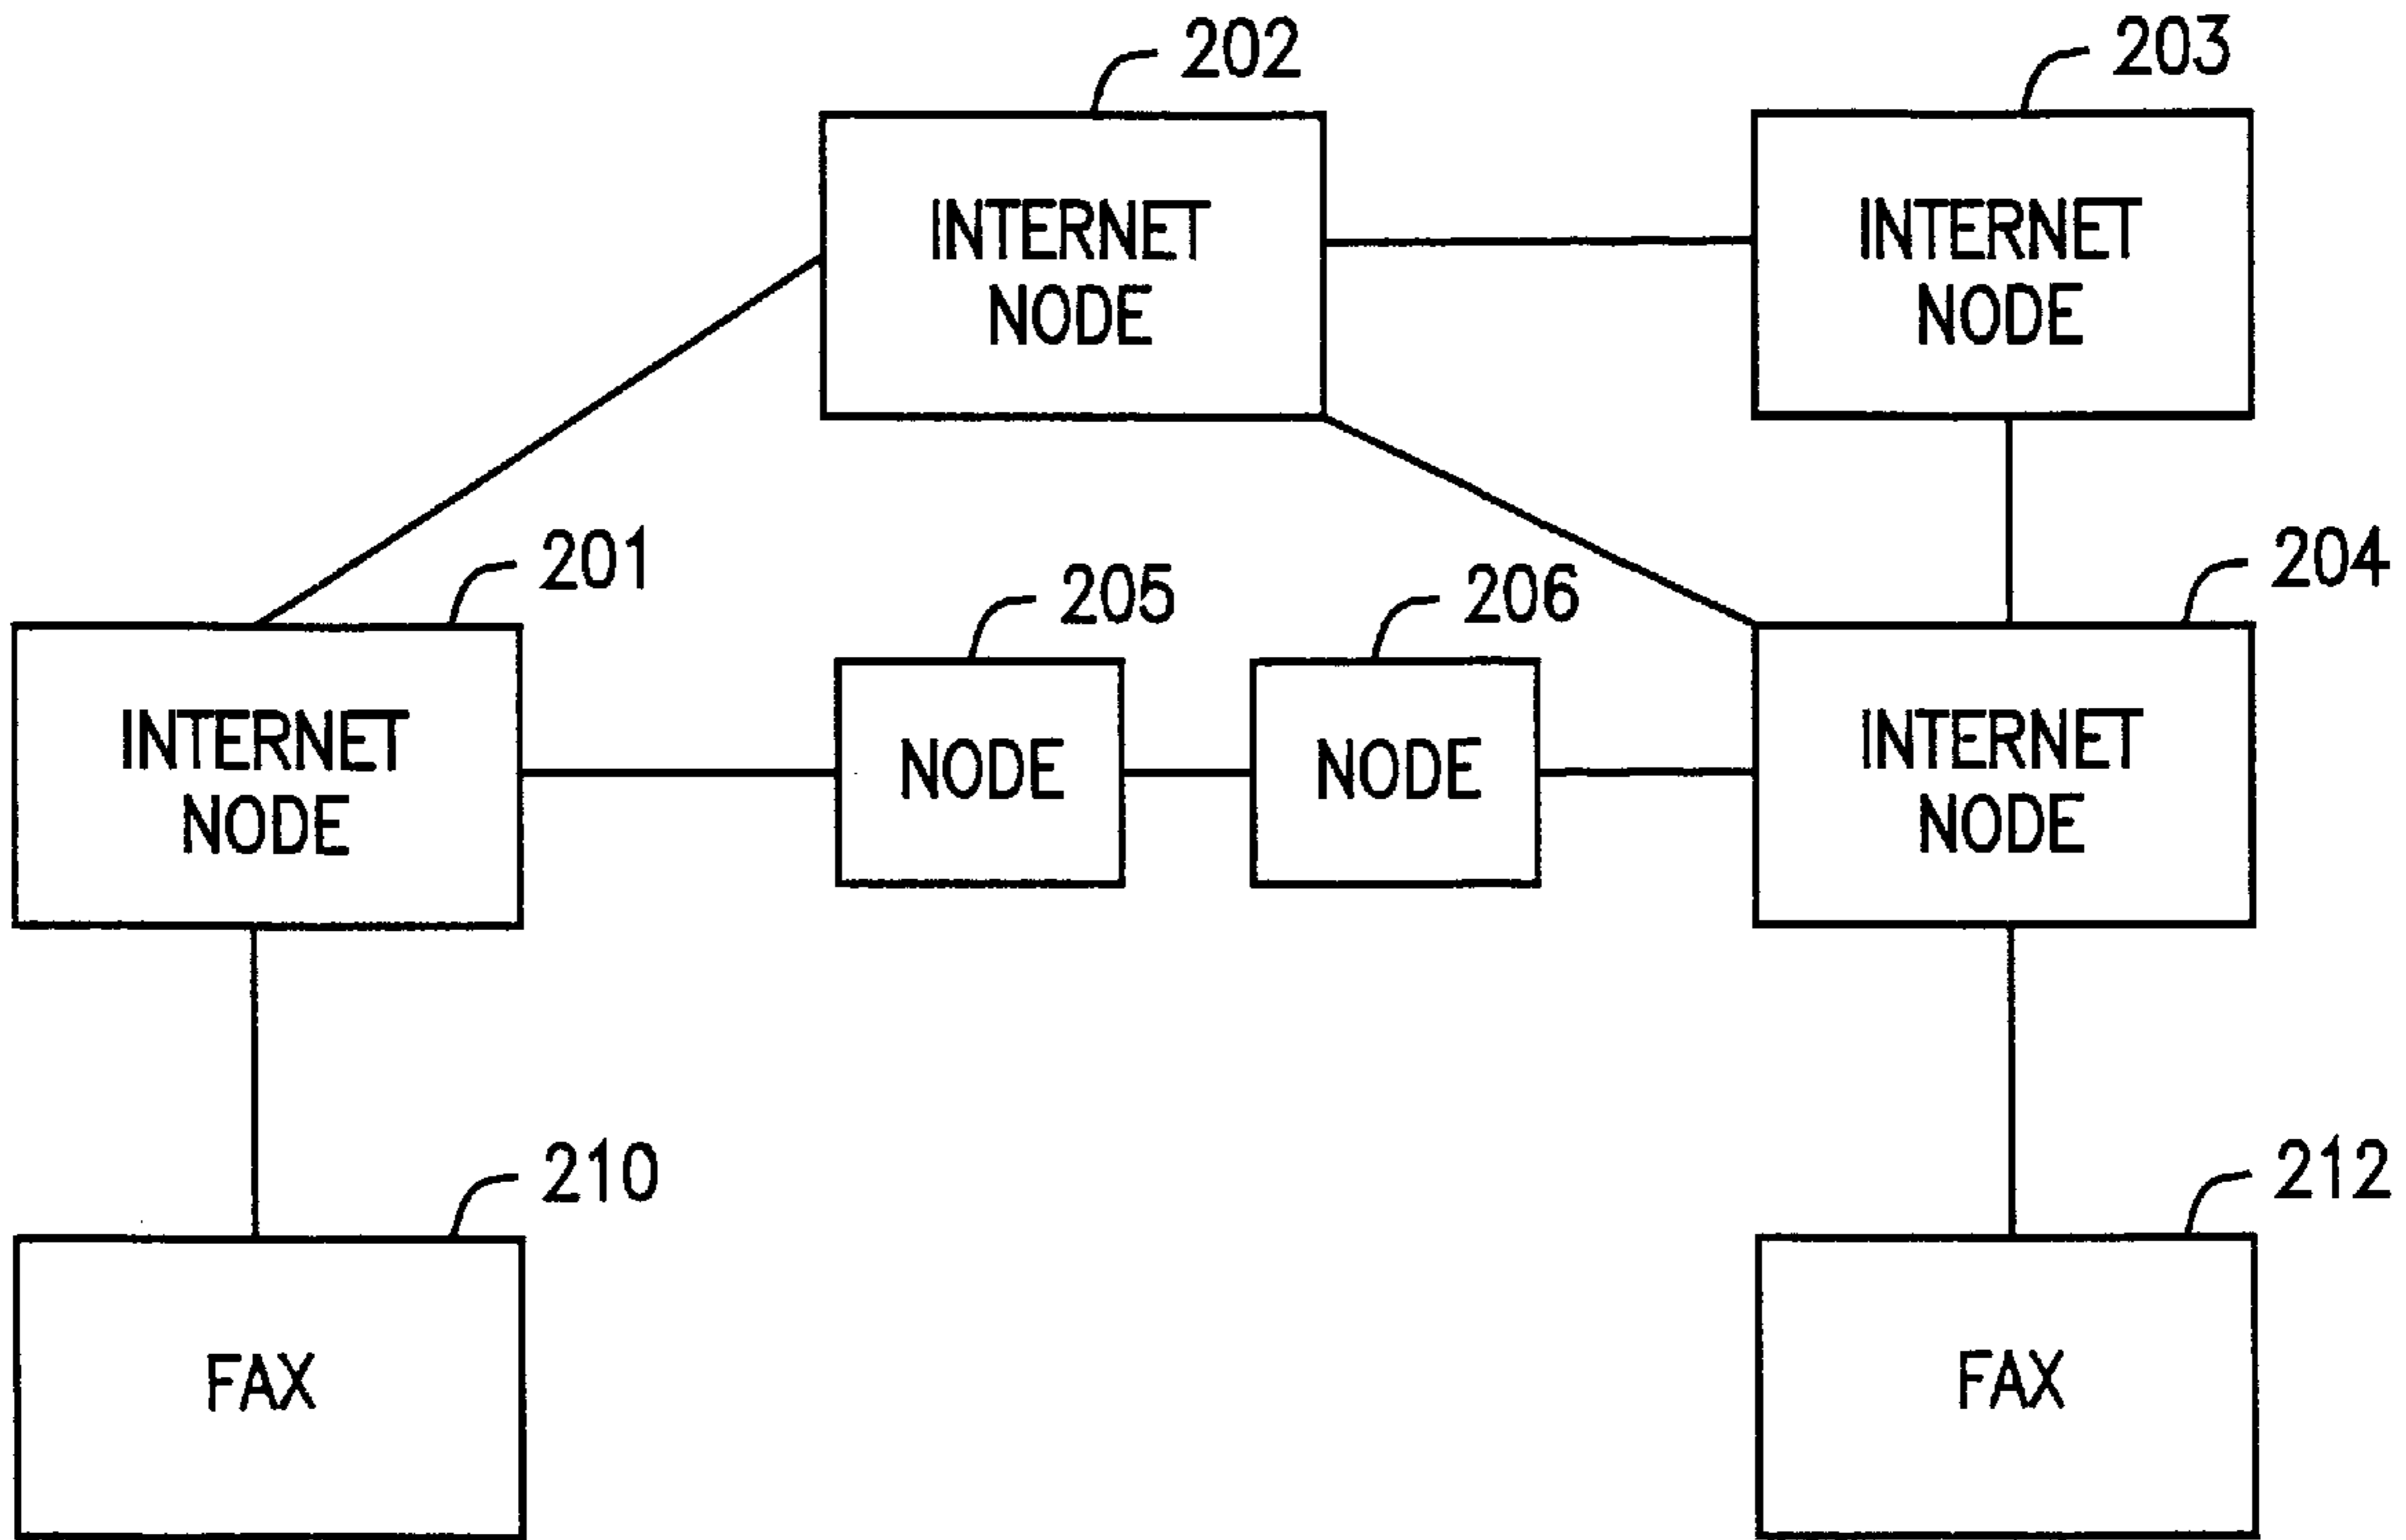 202
203
INTERNET
NODE
INTERNET
NODE
201
205
206
204
INTERNET
NODE
NODE
NODE
INTERNET
NODE
210
212
FAX
FAX